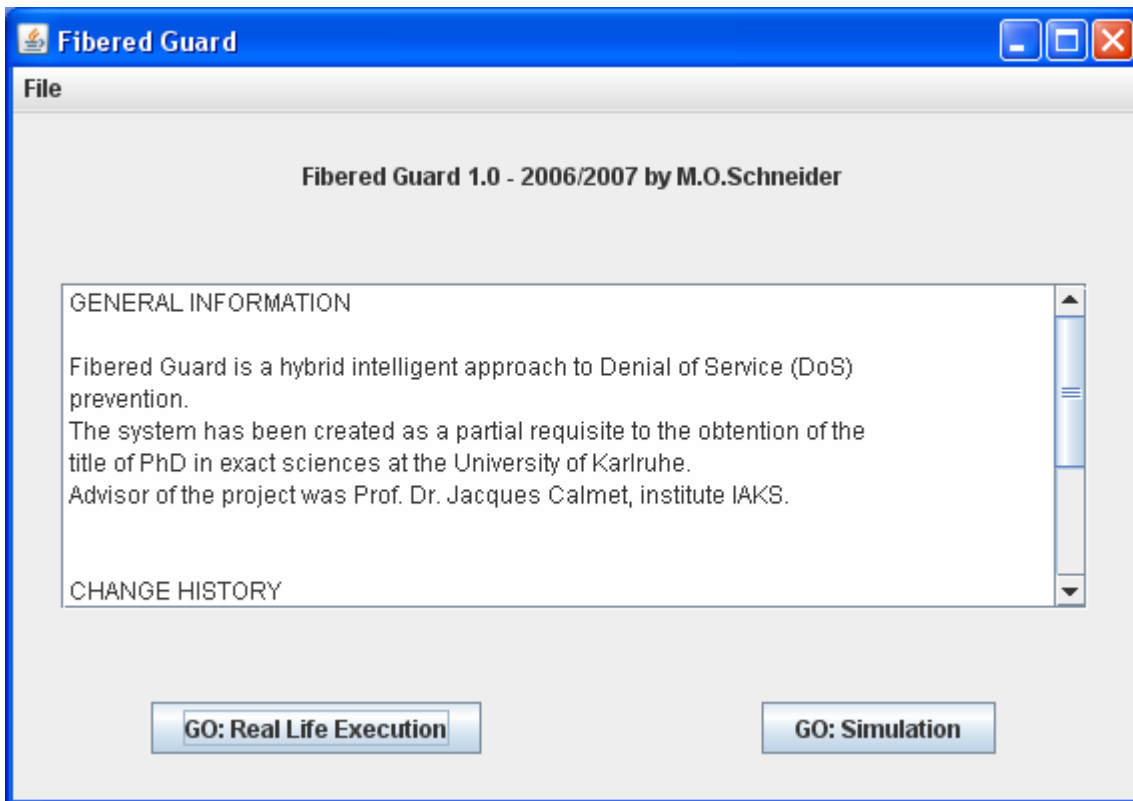 Fibered Guard
File
Fibered Guard 1.0 - 2006/2007 by M.O.Schneider
GENERAL INFORMATION
Fibered Guard is a hybrid intelligent approach to Denial of Service (DoS)
prevention.
The system has been created as a partial requisite to the obtention of the
title of PhD in exact sciences at the University of Karlruhe.
Advisor of the project was Prof. Dr. Jacques Calmet, institute IAKS.
CHANGE HISTORY
GO: Real Life Execution
GO: Simulation